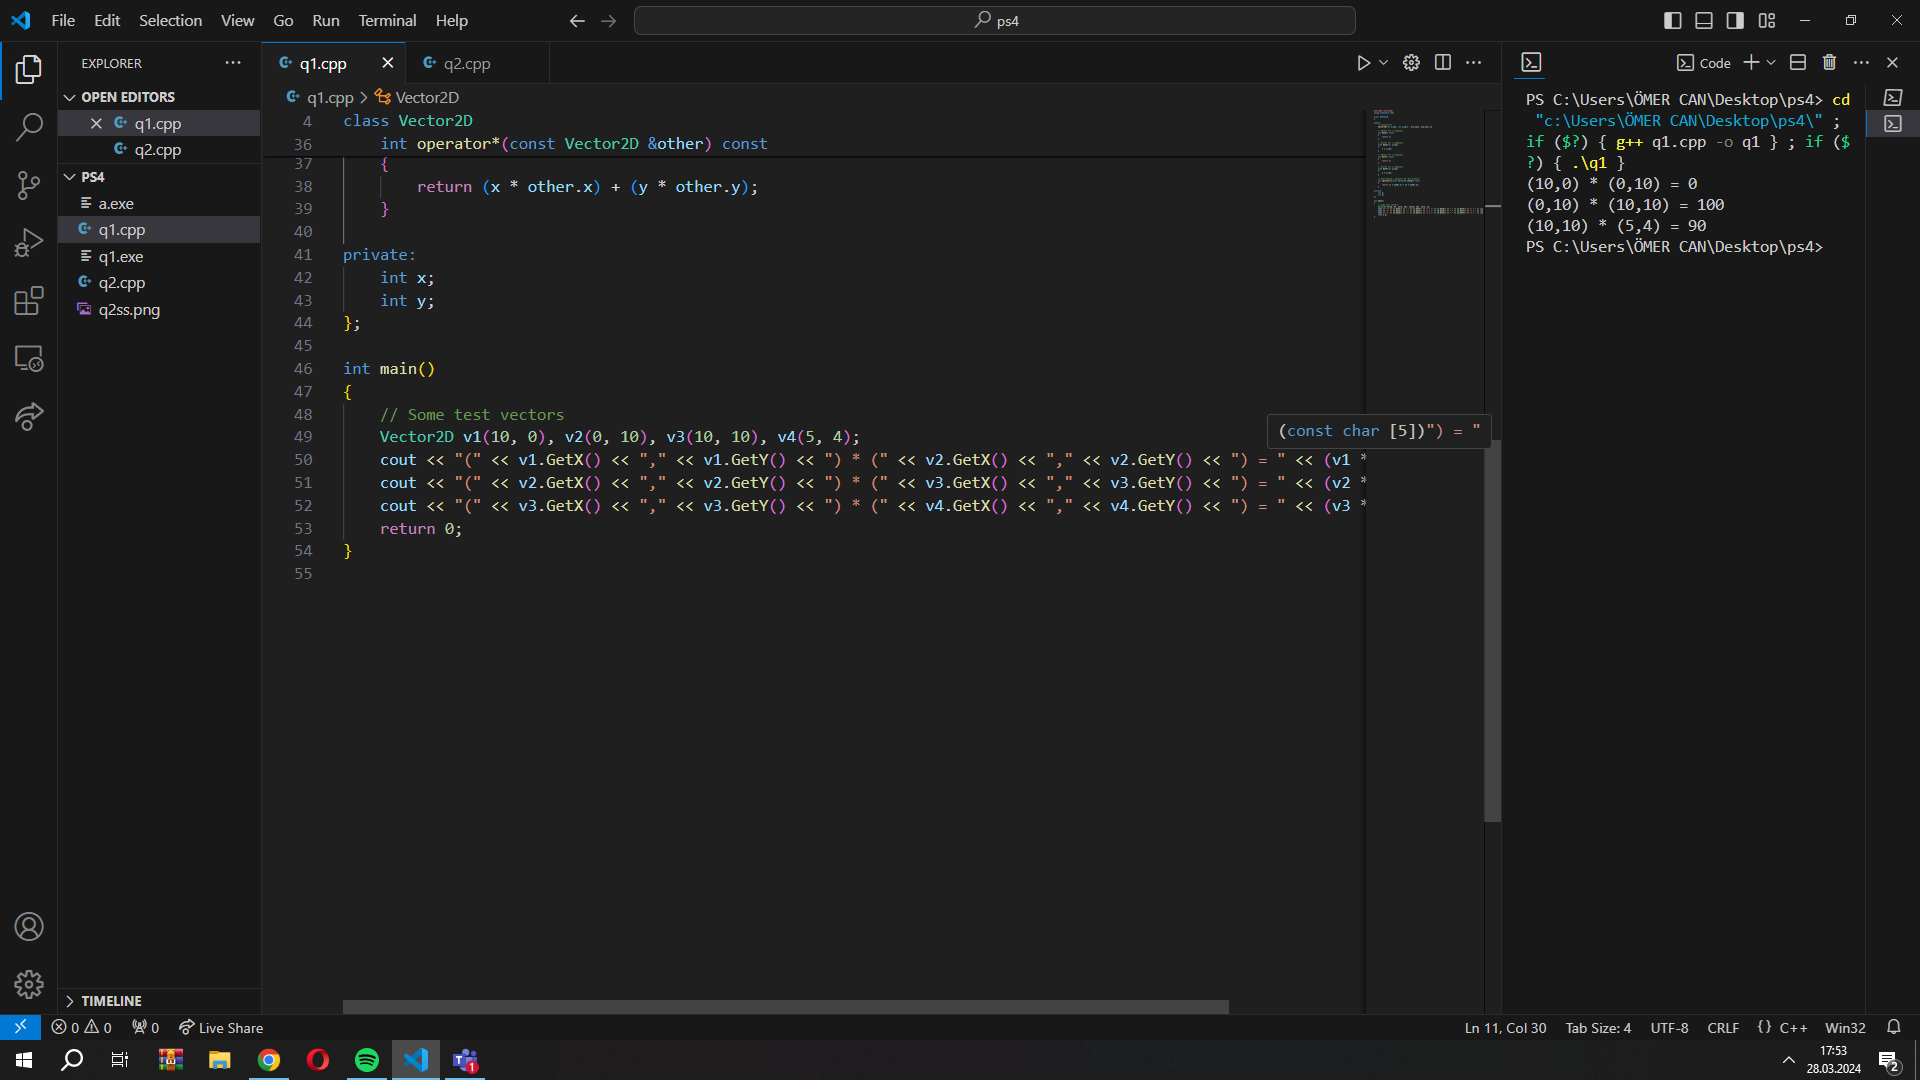 File Edit Selection View Go Run Terminal Help
ps4
EXPLORER
OPEN EDITORS
q1.cpp
q2.cpp
PS4
a.exe
q1.cpp
q1.exe
q2.cpp
q2ss.png
TIMELINE
q1.cpp q2.cpp
q1.cpp > Vector2D
4 class Vector2D
36 int operator*(const Vector2D &other) const
37 {
38 return (x * other.x) + (y * other.y);
39 }
40
41 private:
42 int x;
43 int y;
44 };
45
46 int main()
47 {
48 // Some test vectors
49 Vector2D v1(10, 0), v2(0, 10), v3(10, 10), v4(5, 4);
(const char [5])") = "
50 cout << "(" << v1.GetX() << "," << v1.GetY() << ") * (" << v2.GetX() << "," << v2.GetY() << ") = " << (v1 *
51 cout << "(" << v2.GetX() << "," << v2.GetY() << ") * (" << v3.GetX() << "," << v3.GetY() << ") = " << (v2 *
52 cout << "(" << v3.GetX() << "," << v3.GetY() << ") * (" << v4.GetX() << "," << v4.GetY() << ") = " << (v3 *
53 return 0;
54 }
55
Code
PS C:\Users\ÖMER CAN\Desktop\ps4> cd
"c:\Users\ÖMER CAN\Desktop\ps4\" ;
if ($?) { g++ q1.cpp -o q1 } ; if ($
?) { .\q1 }
(10,0) * (0,10) = 0
(0,10) * (10,10) = 100
(10,10) * (5,4) = 90
PS C:\Users\ÖMER CAN\Desktop\ps4>
0 0 0 Live Share
Ln 11, Col 30 Tab Size: 4 UTF-8 CRLF {} C++ Win32
1
17:53
28.03.2024
2